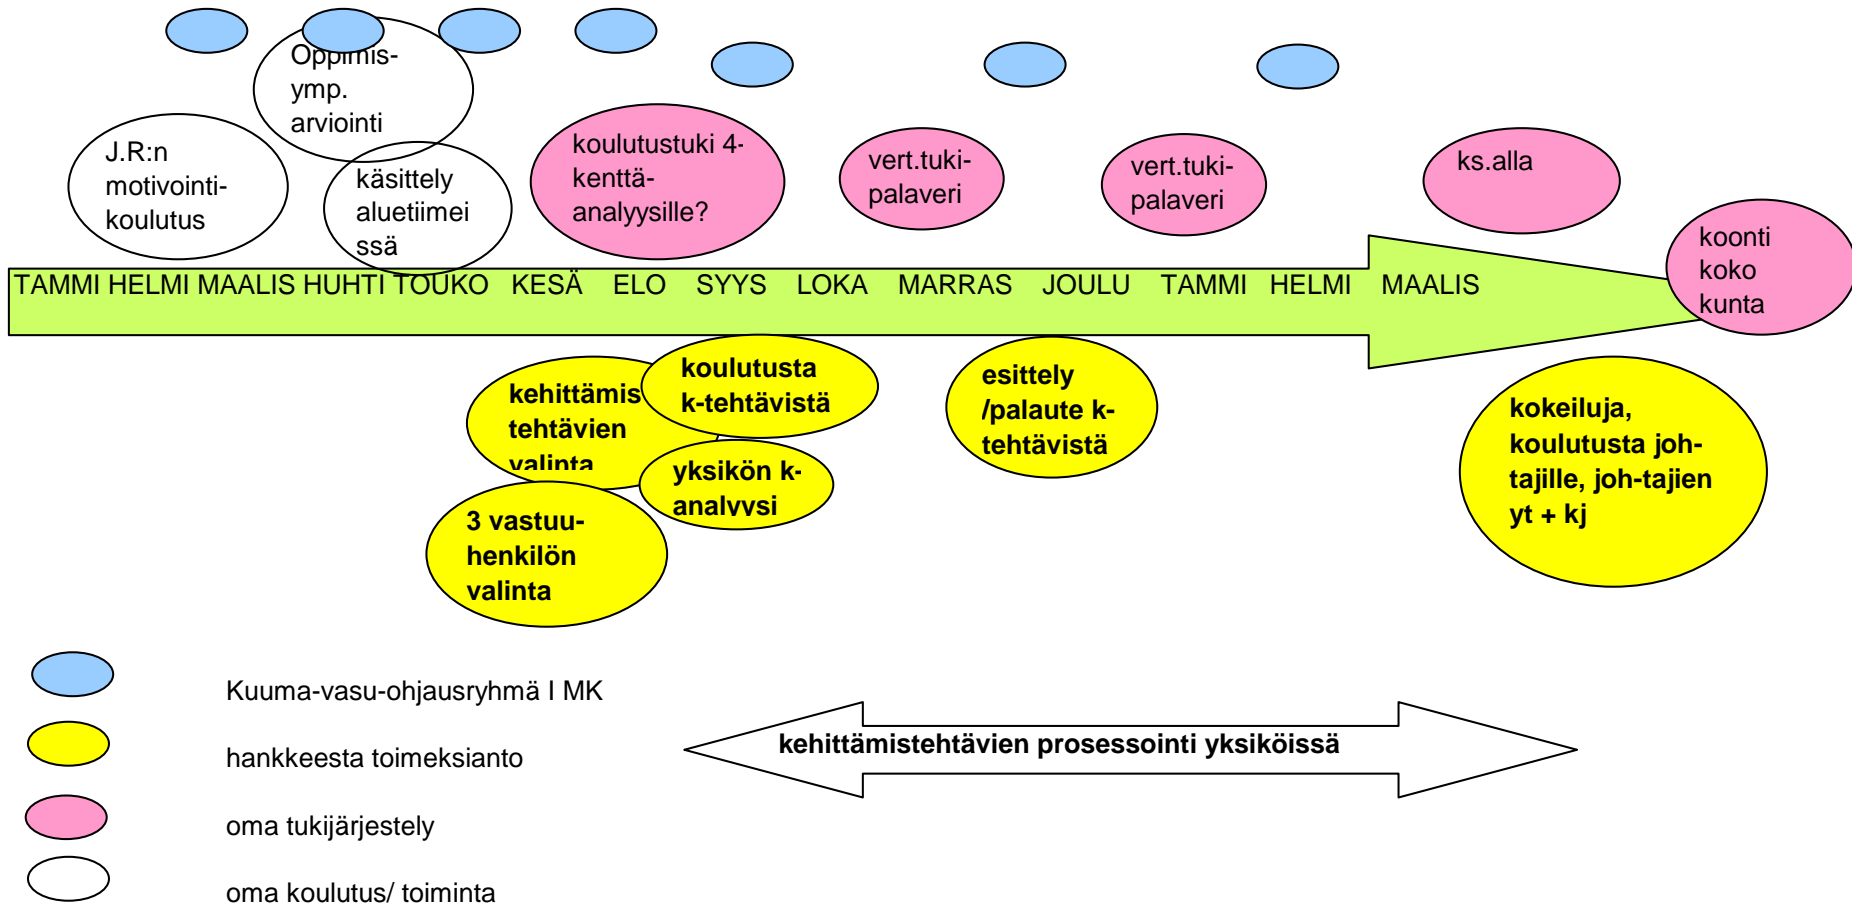 Oppimis-
ymp.
arviointi
J.R:n
motivointi-
koulutus
käsittely
aluetiimei
ssä
koulutustuki 4-
kenttä-
analyysille?
vert.tuki-
palaveri
vert.tuki-
palaveri
ks.alla
koonti
koko
kunta
TAMMI HELMI MAALIS HUHTI TOUKO KESÄ ELO SYYS LOKA MARRAS JOULU TAMMI HELMI MAALIS
kehittämis
tehtävien
valinta
koulutusta
k-tehtävistä
yksikön k-
analyysi
3 vastuu-
henkilön
valinta
esittely
/palaute k-
tehtävistä
kokeiluja,
koulutusta joh-
tajille, joh-tajien
yt + kj
Kuuma-vasu-ohjausryhmä I MK
hankkeesta toimeksianto
oma tukijärjestely
oma koulutus/ toiminta
kehittämistehtävien prosessointi yksiköissä